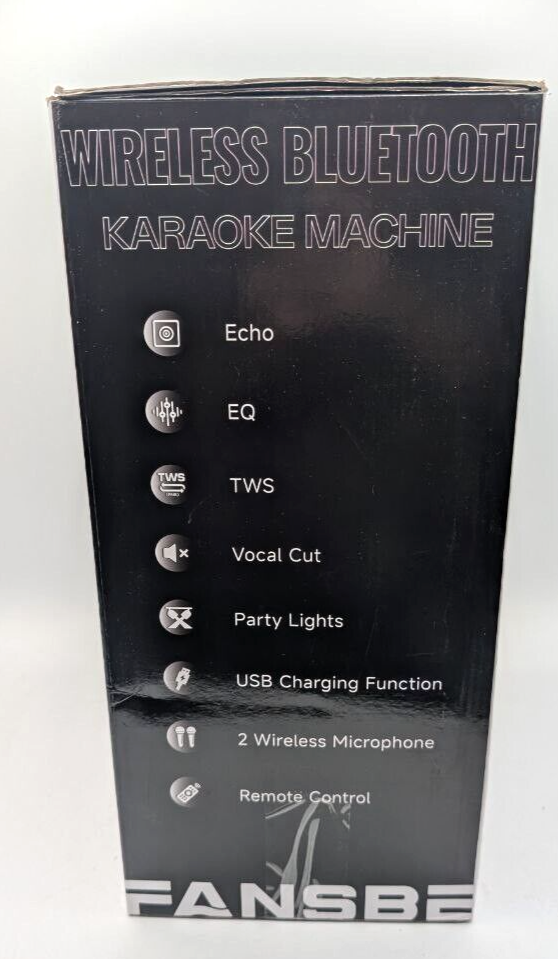 WIRELESS BLUETOOTH
KARAOKE MACHINE
Echo
EQ
TWS
TWS
Vocal Cut
Party Lights
USB Charging Function
2 Wireless Microphone
Remote Control
FANSBE